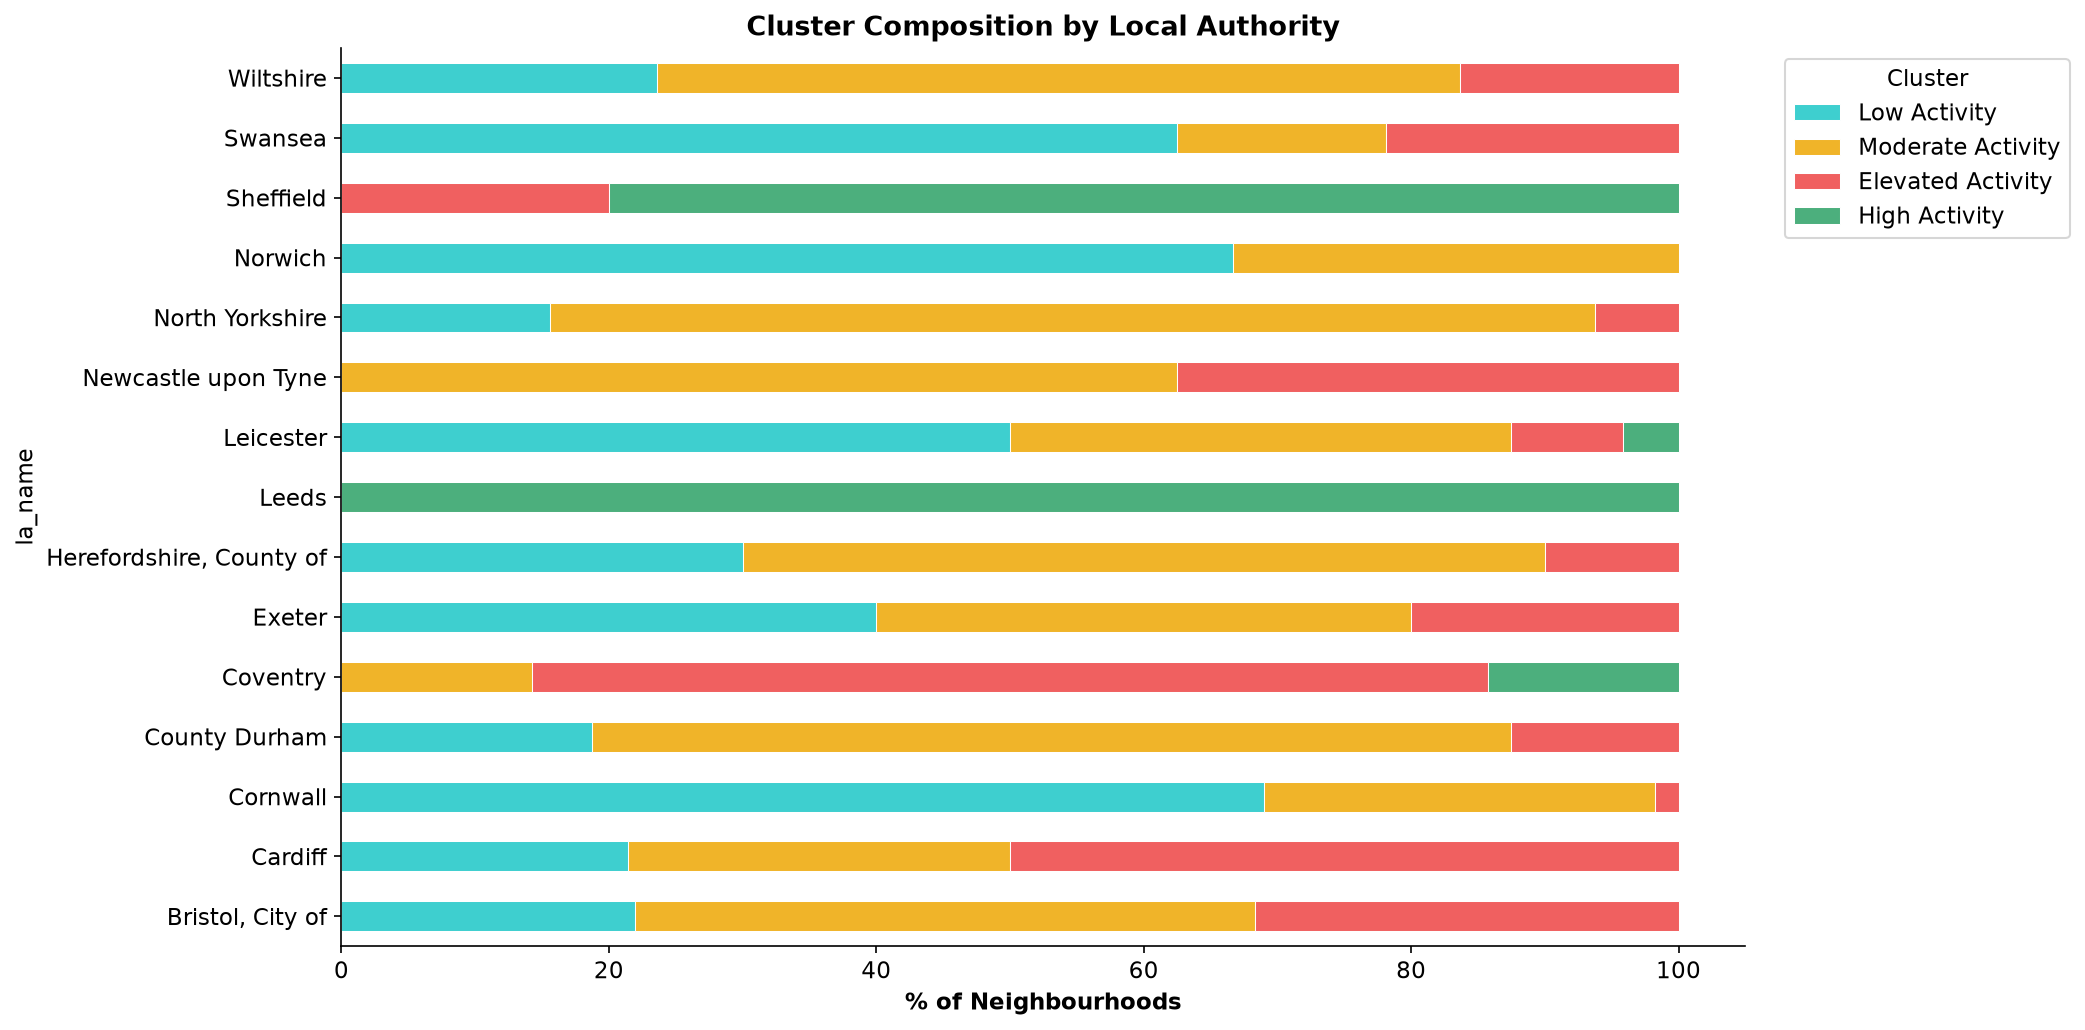 Cluster Composition by Local Authority
Wiltshire
Swansea
Sheffield
Norwich
North Yorkshire
Newcastle upon Tyne
Leicester
Leeds
Herefordshire, County of
Exeter
Coventry
County Durham
Cornwall
Cardiff
Bristol, City of
la_name
0 20 40 60 80 100
% of Neighbourhoods
Cluster
Low Activity
Moderate Activity
Elevated Activity
High Activity